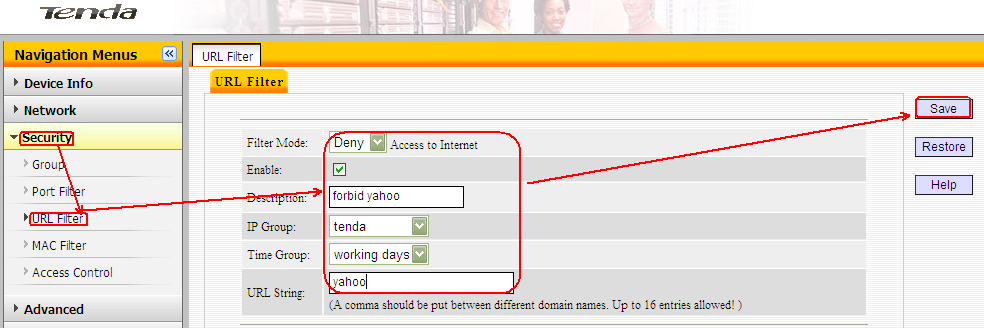 Tenda
Navigation Menus
URL Filter
Device Info
URL Filter
Network
Save
Security
Filter Mode: Deny Access to Internet
Restore
Group
Enable:
Port Filter
Description: forbid yahoo
Help
URL Filter
IP Group: tenda
MAC Filter
Time Group: working days
Access Control
URL String: yahoo
(A comma should be put between different domain names. Up to 16 entries allowed! )
Advanced